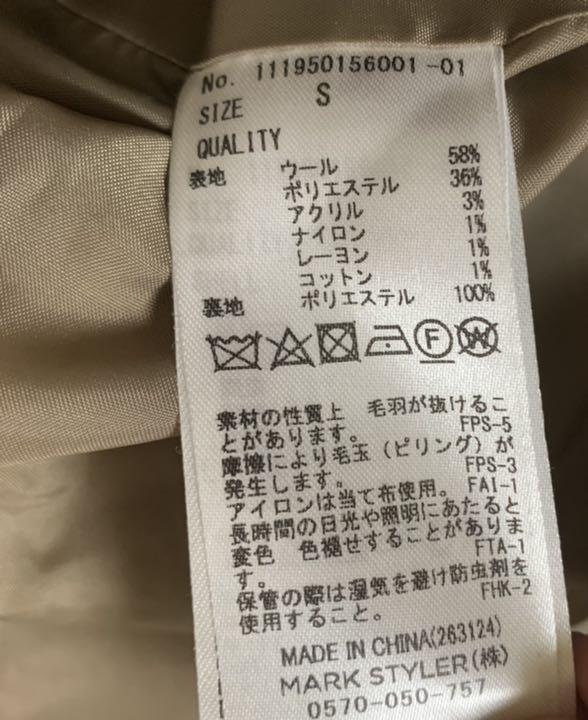 No. 111950156001-01
SIZE S
QUALITY
表地 ウール 58%
ポリエステル 36%
アクリル 3%
ナイロン 1%
レーヨン 1%
コットン 1%
裏地 ポリエステル 100%
F W
素材の性質上 毛羽が抜けるこ
とがあります。 FPS-5
摩擦により毛玉(ピリング)が
発生します。 FPS-3
アイロンは当て布使用。 FAI-1
長時間の日光や照明にあたると
変色 色褪せすることがありま
す。 FTA-1
保管の際は湿気を避け防虫剤を
使用すること。 FHK-2
MADE IN CHINA(263124)
MARK STYLER(株)
0570-050-757